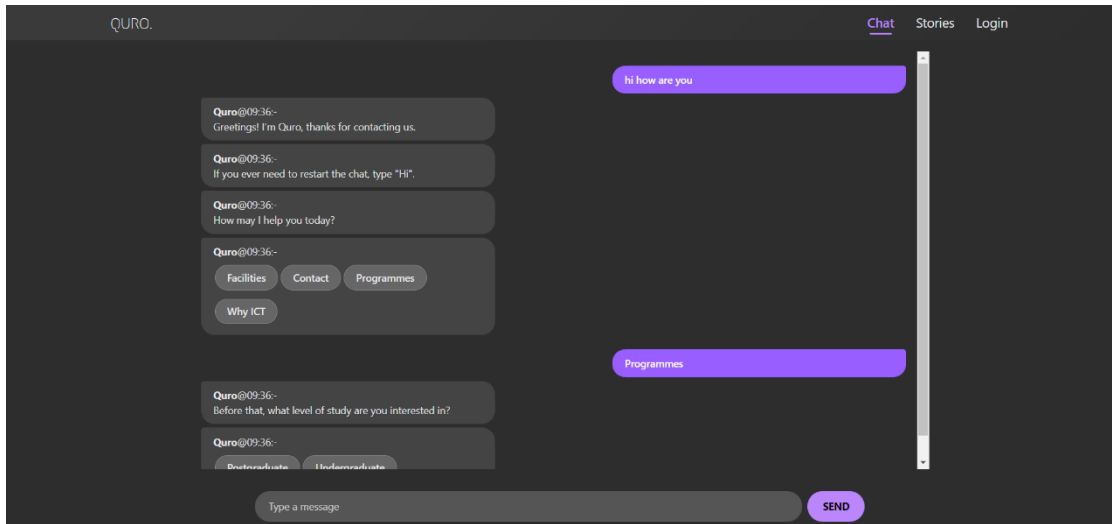 QURO.
Chat Stories Login
hi how are you
Quro@09:36:-
Greetings! I'm Quro, thanks for contacting us.
Quro@09:36:-
If you ever need to restart the chat, type "Hi".
Quro@09:36:-
How may I help you today?
Quro@09:36:-
Facilities Contact Programmes
Why ICT
Programmes
Quro@09:36:-
Before that, what level of study are you interested in?
Quro@09:36:-
Postgraduate Undergraduate
Type a message SEND